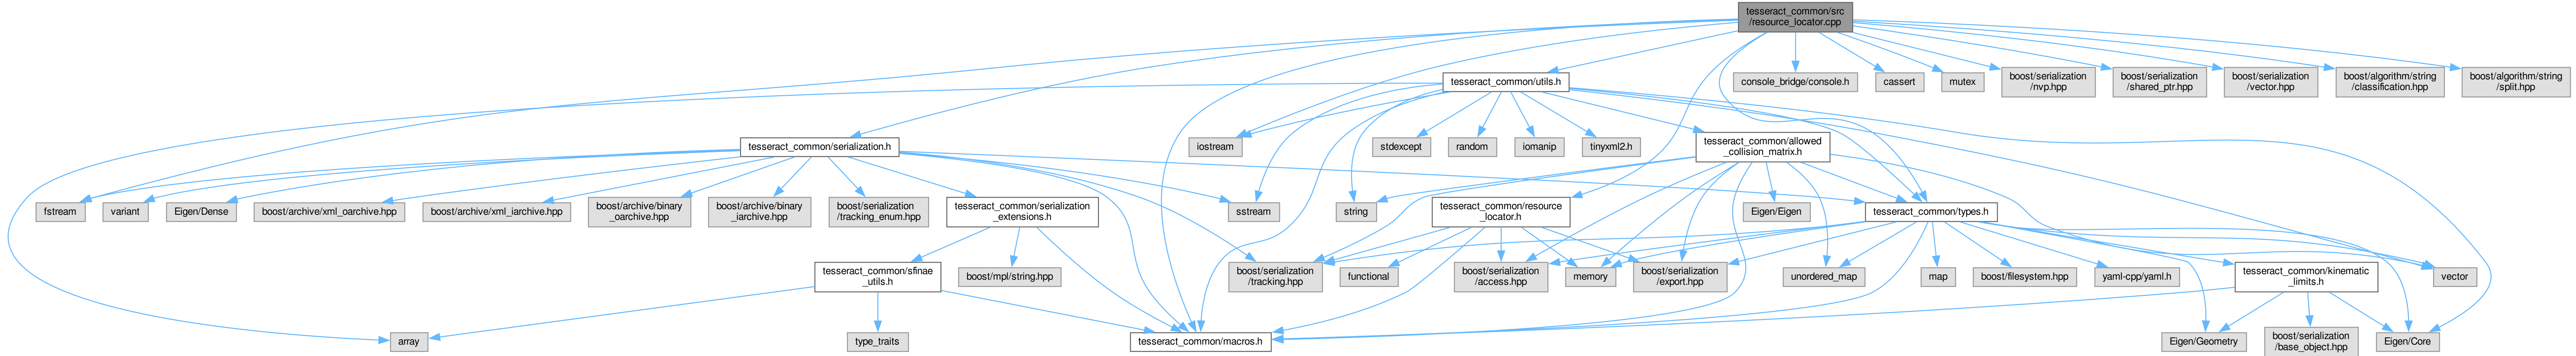 tesseract_common/src
/resource_locator.cpp
tesseract_common/utils.h
console_bridge/console.h
cassert
mutex
boost/serialization
/nvp.hpp
boost/serialization
/shared_ptr.hpp
boost/serialization
/vector.hpp
boost/algorithm/string
/classification.hpp
boost/algorithm/string
/split.hpp
tesseract_common/serialization.h
iostream
stdexcept
random
iomanip
tinyxml2.h
tesseract_common/allowed
_collision_matrix.h
fstream
variant
Eigen/Dense
boost/archive/xml_oarchive.hpp
boost/archive/xml_iarchive.hpp
boost/archive/binary
_oarchive.hpp
boost/archive/binary
_iarchive.hpp
boost/serialization
/tracking_enum.hpp
tesseract_common/serialization
_extensions.h
sstream
string
tesseract_common/resource
_locator.h
Eigen/Eigen
tesseract_common/types.h
tesseract_common/sfinae
_utils.h
boost/mpl/string.hpp
boost/serialization
/tracking.hpp
functional
boost/serialization
/access.hpp
memory
boost/serialization
/export.hpp
unordered_map
map
boost/filesystem.hpp
yaml-cpp/yaml.h
tesseract_common/kinematic
_limits.h
vector
array
type_traits
tesseract_common/macros.h
Eigen/Geometry
boost/serialization
/base_object.hpp
Eigen/Core